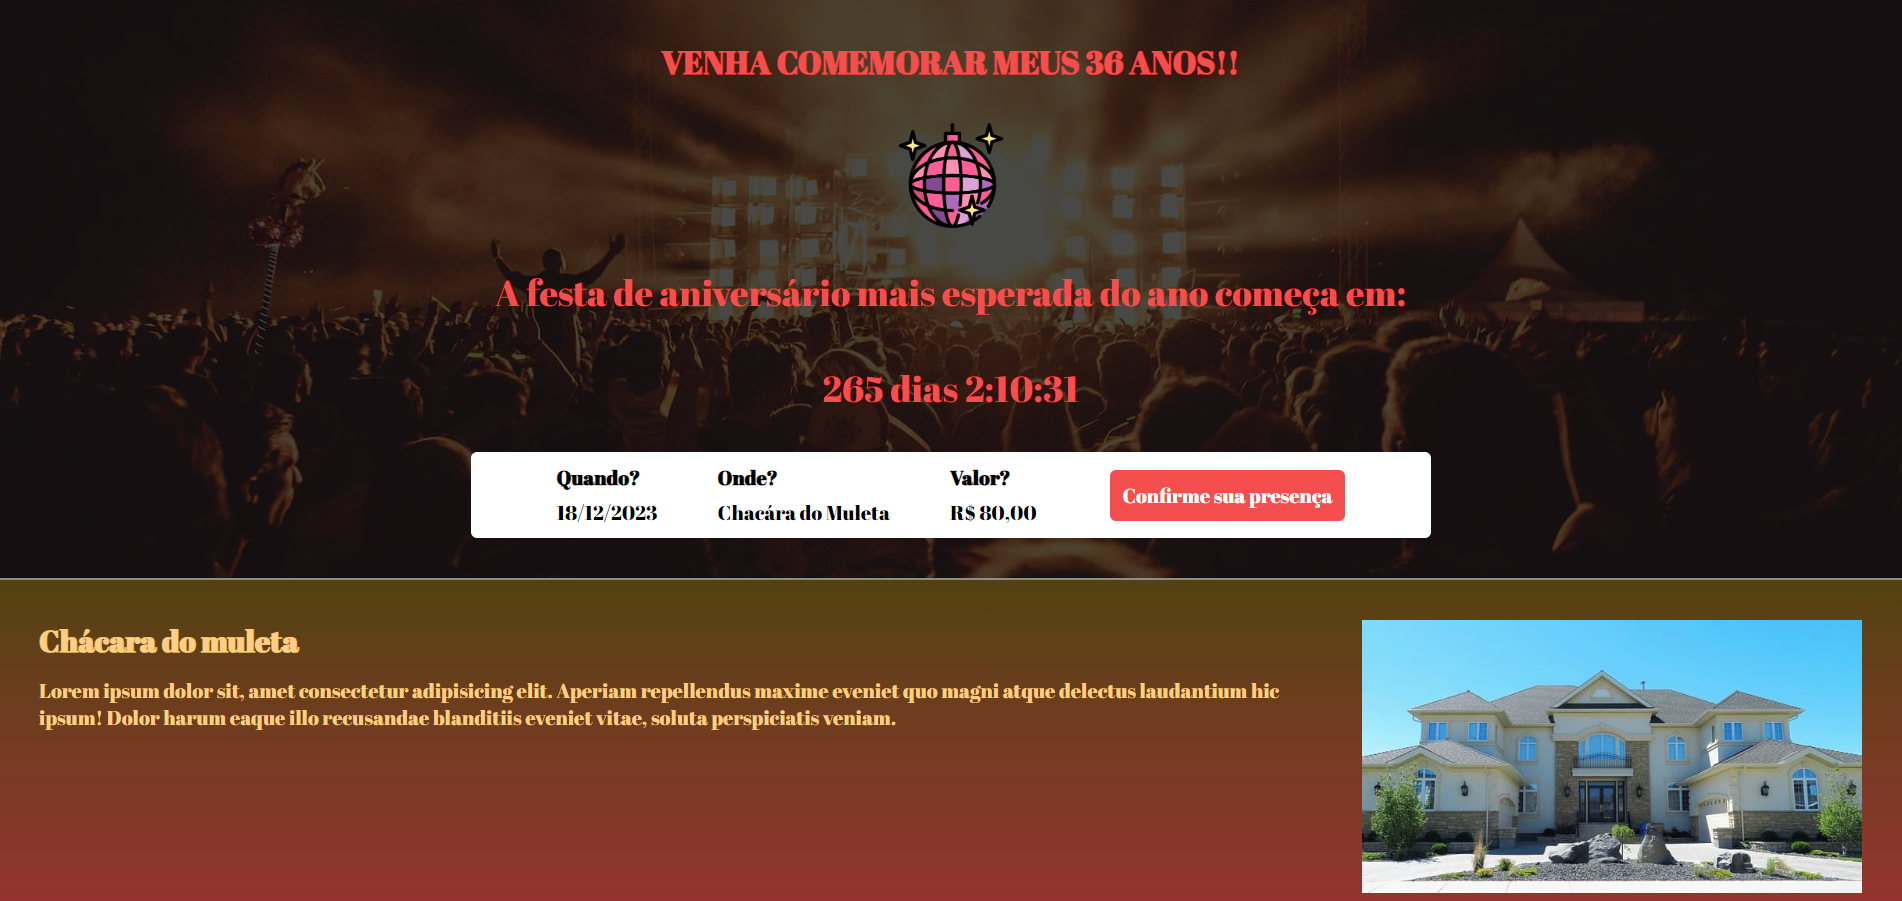 VENHA COMEMORAR MEUS 36 ANOS!!
A festa de aniversário mais esperada do ano começa em:
265 dias 2:10:31
Quando? Onde? Valor?
18/12/2023 Chacára do Muleta R$ 80,00
Confirme sua presença
Chácara do muleta
Lorem ipsum dolor sit, amet consectetur adipisicing elit. Aperiam repellendus maxime eveniet quo magni atque delectus laudantium hic
ipsum! Dolor harum eaque illo recusandae blanditiis eveniet vitae, soluta perspiciatis veniam.